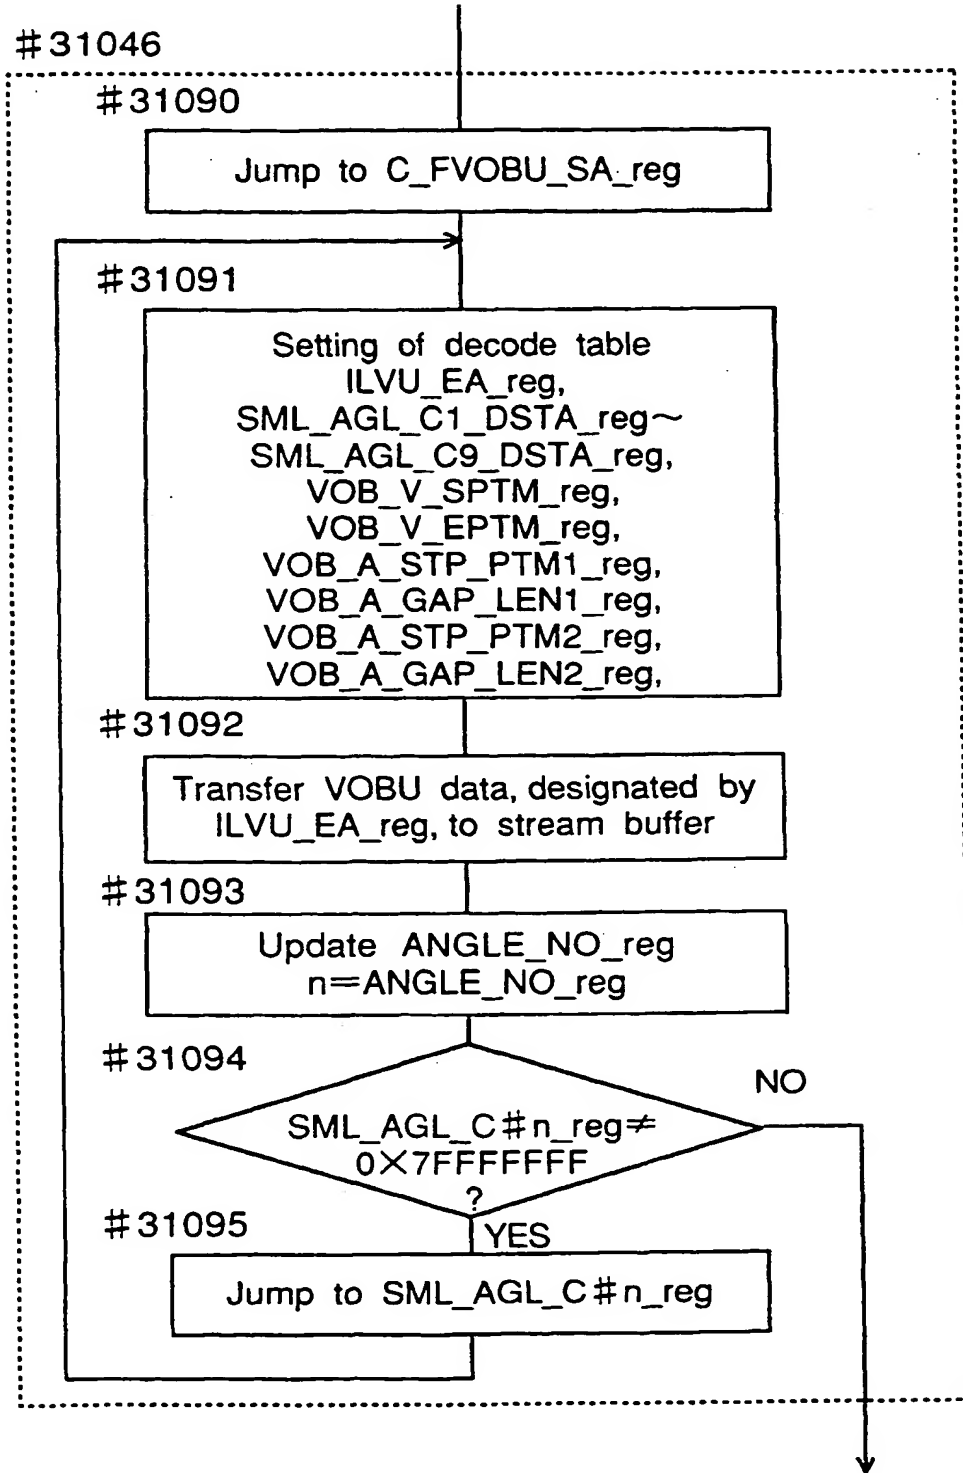 #31046
#31090
Jump to C_FVOBU_SA_reg
#31091
Setting of decode table
ILVU_EA_reg,
SML_AGL_C1_DSTA_reg~
SML_AGL_C9_DSTA_reg,
VOB_V_SPTM_reg,
VOB_V_EPTM_reg,
VOB_A_STP_PTM1_reg,
VOB_A_GAP_LEN1_reg,
VOB_A_STP_PTM2_reg,
VOB_A_GAP_LEN2_reg,
#31092
Transfer VOBU data, designated by
ILVU_EA_reg, to stream buffer
#31093
Update ANGLE_NO_reg
n=ANGLE_NO_reg
#31094
NO
SML_AGL_C#n_reg≠
0X7FFFFFFF
?
#31095
YES
Jump to SML_AGL_C#n_reg